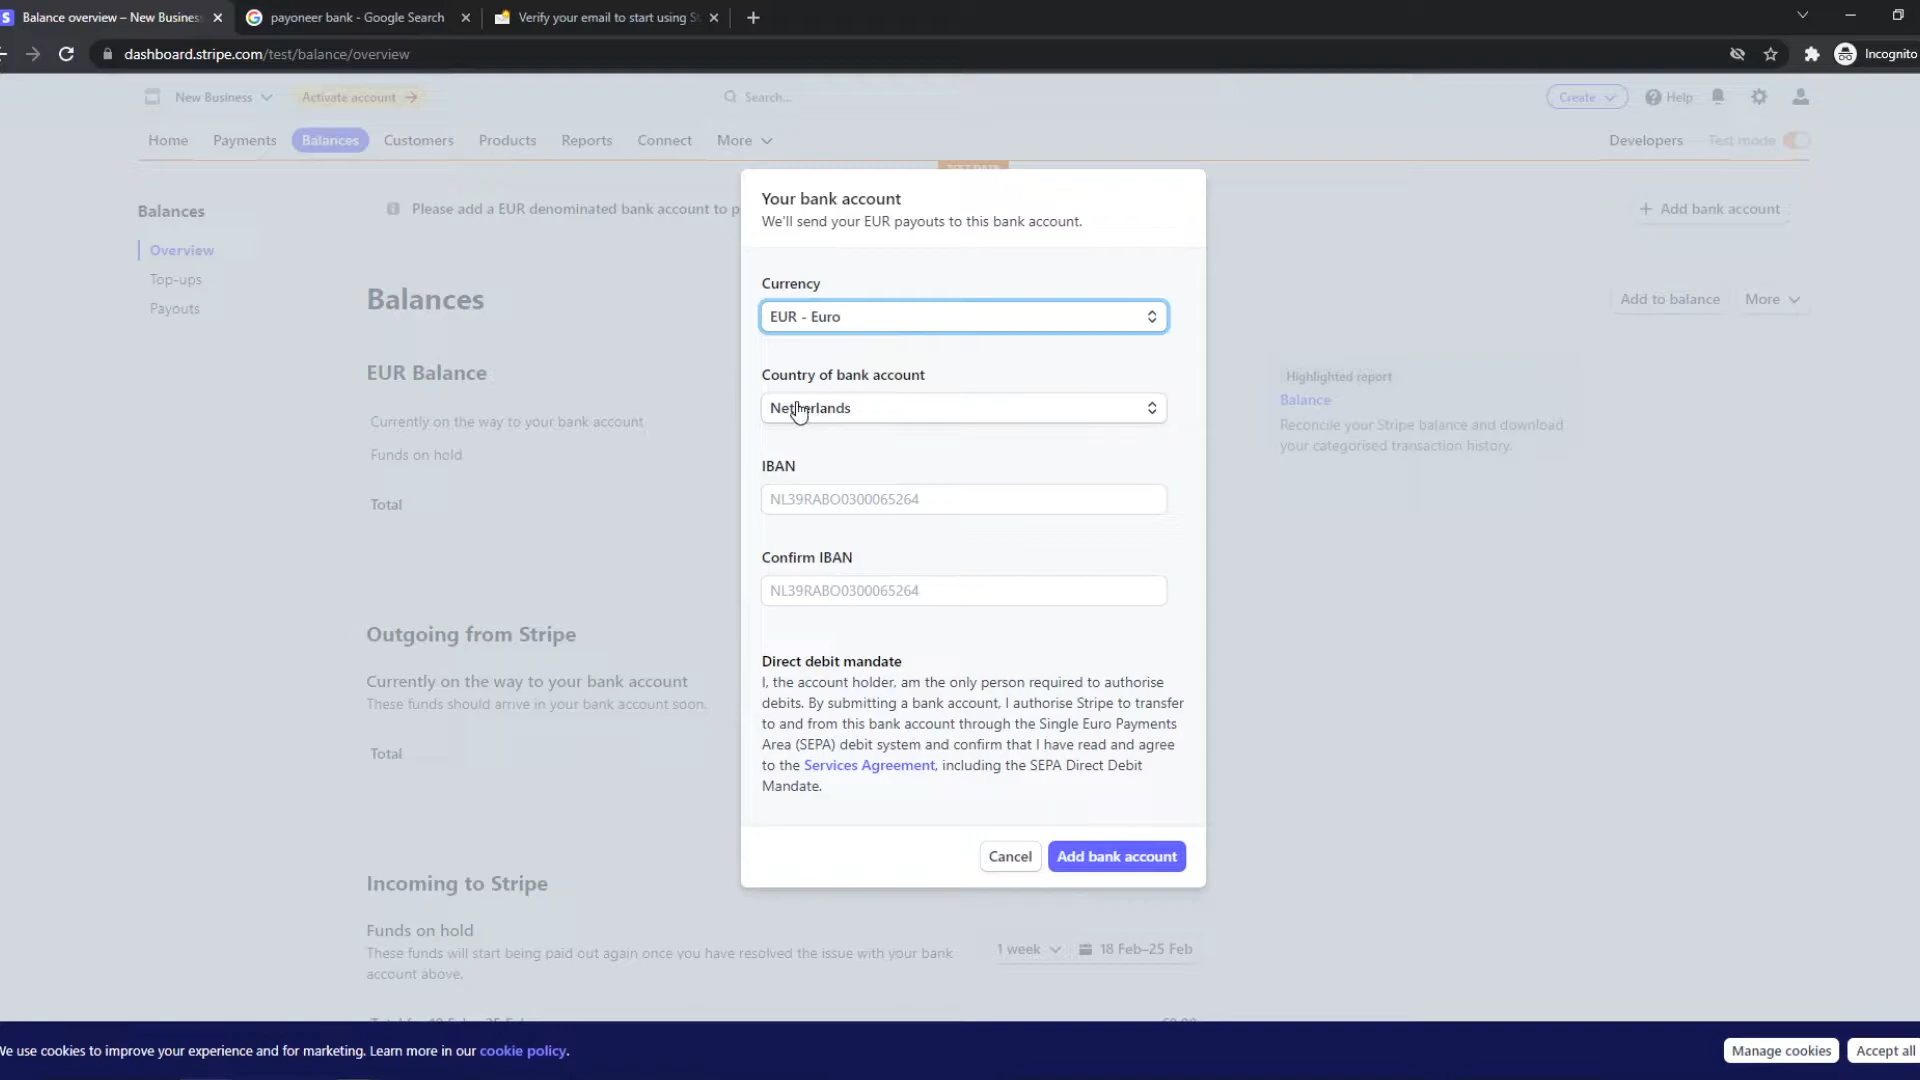 Balance overview – New Business
payoneer bank - Google Search
Verify your email to start using S
dashboard.stripe.com/test/balance/overview
Incognito
New Business
Activate account
Search...
Create
Help
Home
Payments
Balances
Customers
Products
Reports
Connect
More
Developers
Test mode
Your bank account
We'll send your EUR payouts to this bank account.
Balances
Please add a EUR denominated bank account to p
Add bank account
Overview
Top-ups
Payouts
Balances
Add to balance
More
Currency
EUR - Euro
EUR Balance
Country of bank account
Highlighted report
Netherlands
Balance
Currently on the way to your bank account
Reconcile your Stripe balance and download
your categorised transaction history.
Funds on hold
IBAN
NL39RABO0300065264
Total
Confirm IBAN
NL39RABO0300065264
Outgoing from Stripe
Direct debit mandate
I, the account holder, am the only person required to authorise
debits. By submitting a bank account, I authorise Stripe to transfer
to and from this bank account through the Single Euro Payments
Area (SEPA) debit system and confirm that I have read and agree
to the Services Agreement, including the SEPA Direct Debit
Mandate.
Currently on the way to your bank account
These funds should arrive in your bank account soon.
Total
Cancel
Add bank account
Incoming to Stripe
Funds on hold
These funds will start being paid out again once you have resolved the issue with your bank
account above.
1 week
18 Feb–25 Feb
We use cookies to improve your experience and for marketing. Learn more in our cookie policy.
Manage cookies
Accept all